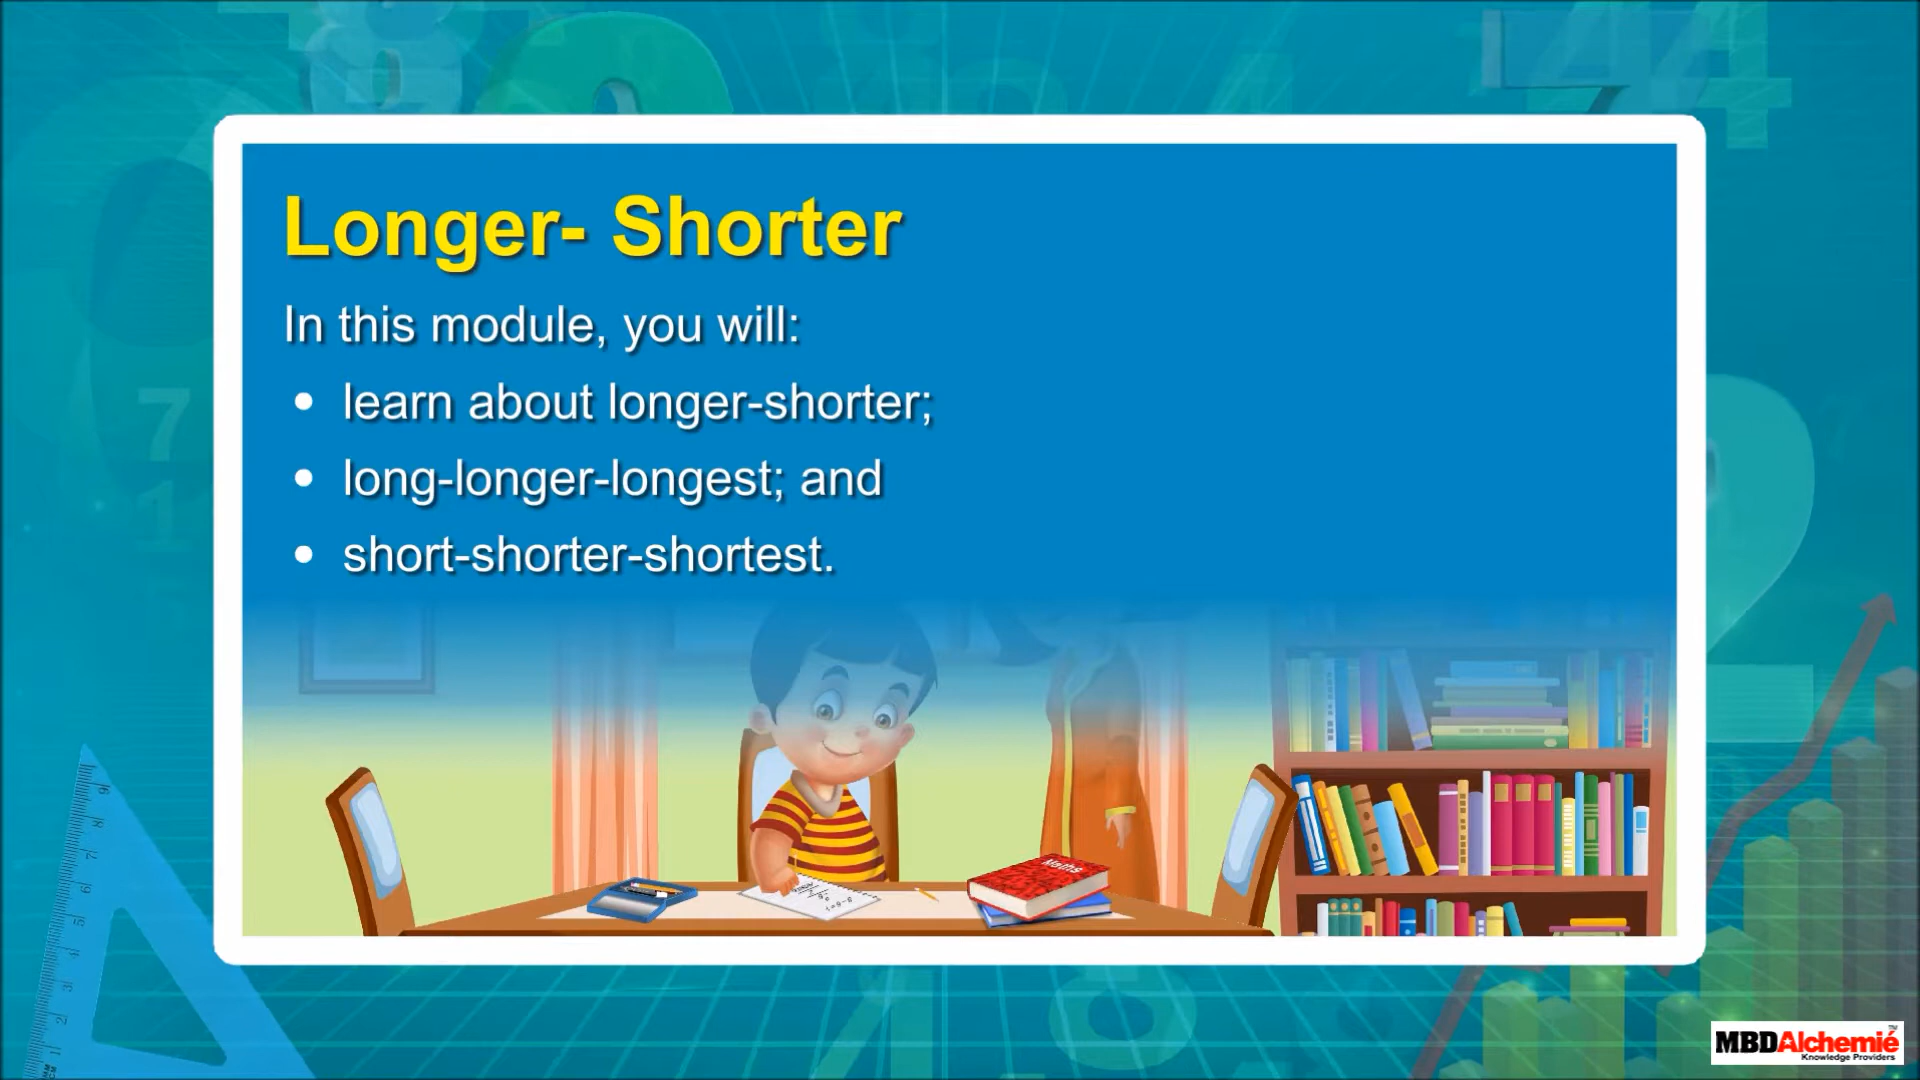 Longer- Shorter
In this module, you will:
• learn about longer-shorter;
• long-longer-longest; and
• short-shorter-shortest.
Maths
MBDAlchemié™
Knowledge Providers